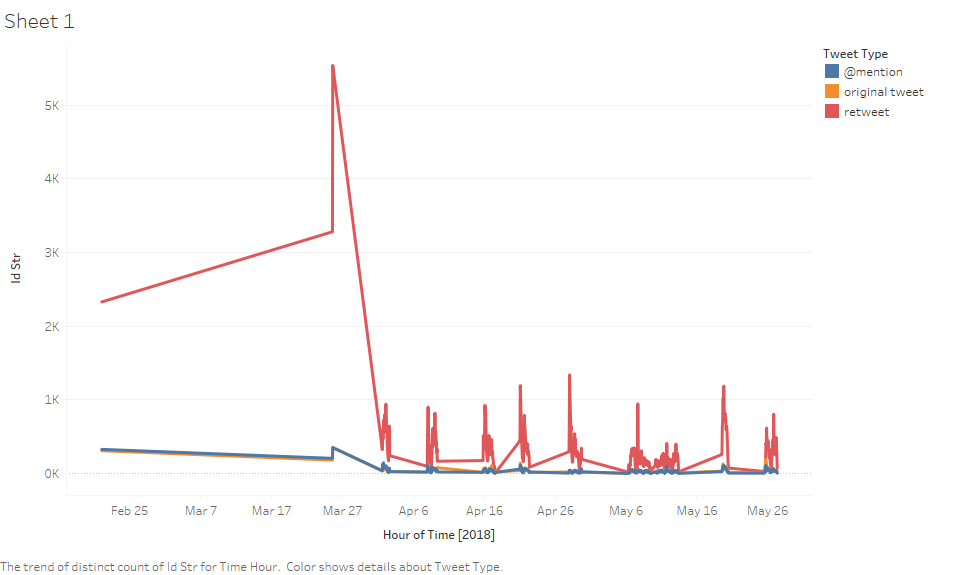 Sheet 1
Tweet Type
@mention
original tweet
retweet
Id Str
5K
4K
3K
2K
1K
0K
Feb 25 Mar 7 Mar 17 Mar 27 Apr 6 Apr 16 Apr 26 May 6 May 16 May 26
Hour of Time [2018]
The trend of distinct count of Id Str for Time Hour. Color shows details about Tweet Type.